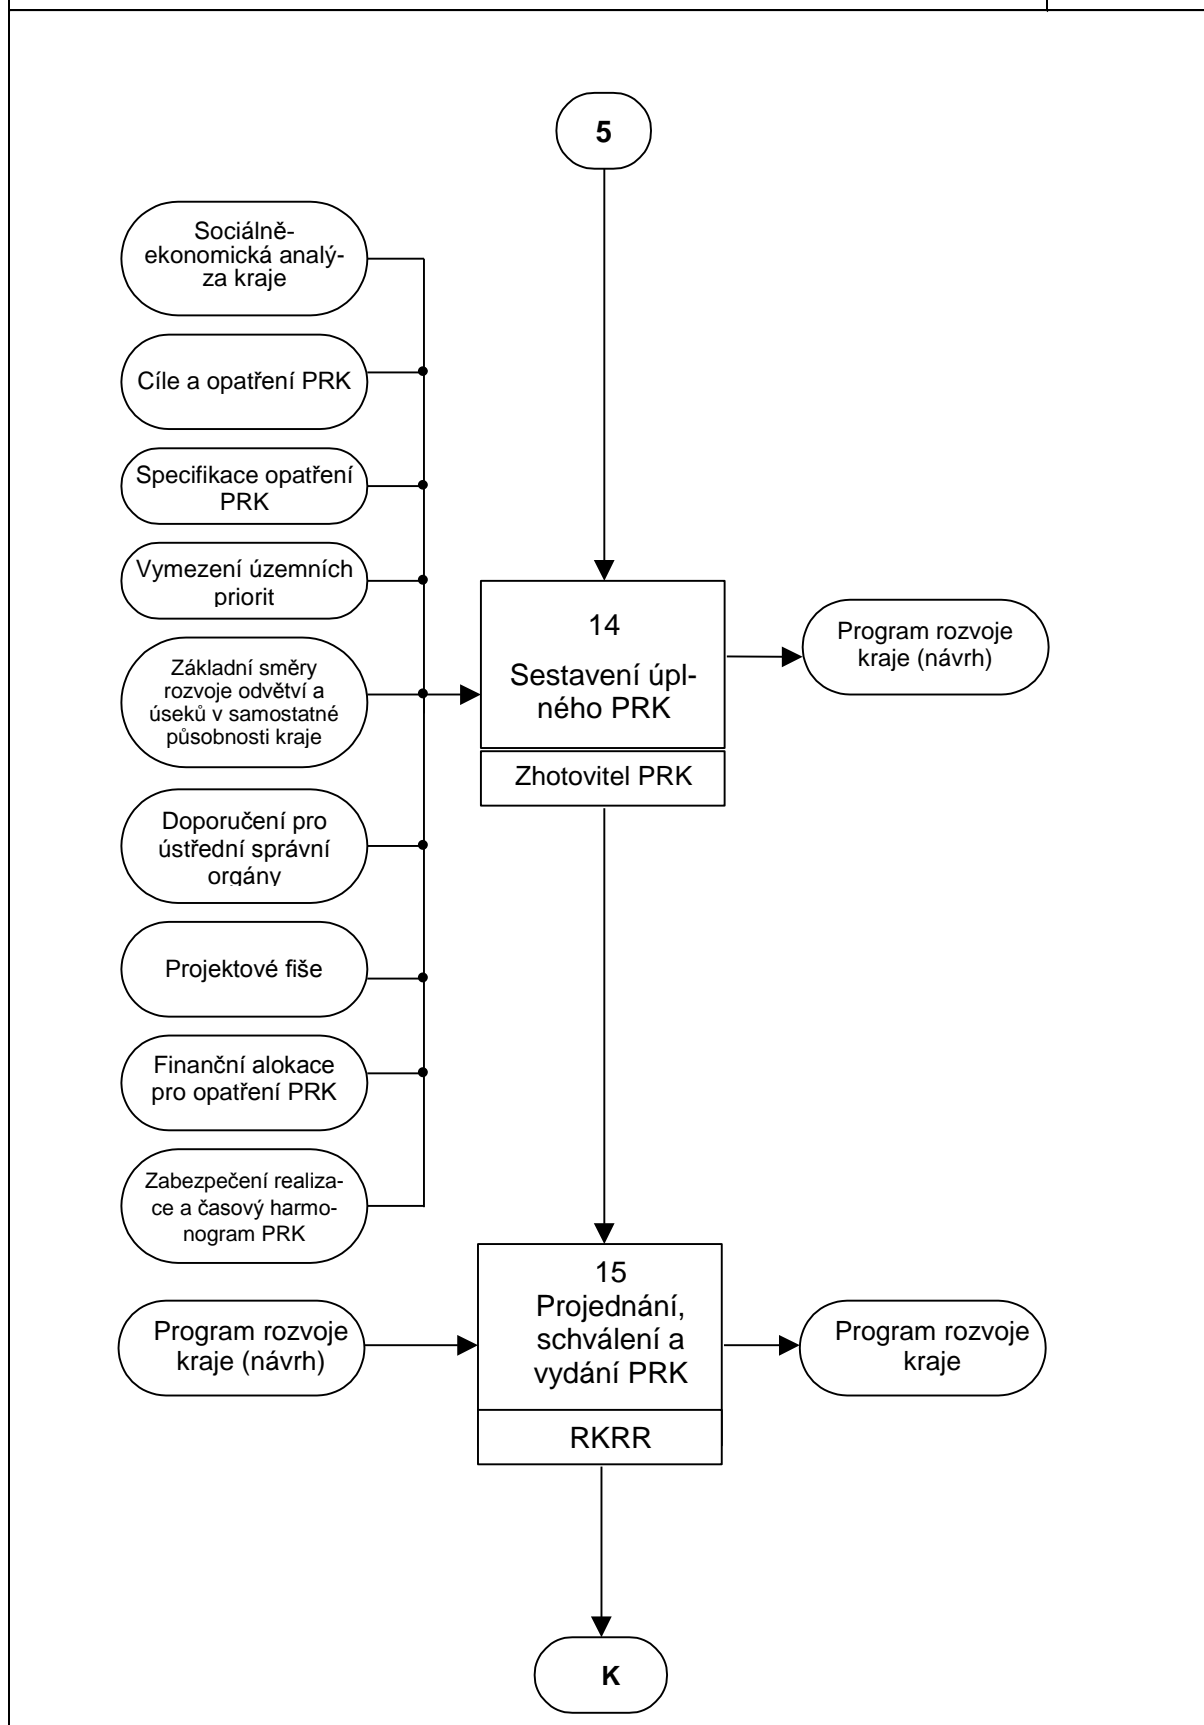 5
Sociálně-
ekonomická analý-
za kraje
Cíle a opatření PRK
Specifikace opatření
PRK
Vymezení územních
priorit
Základní směry
rozvoje odvětví a
úseků v samostatné
působnosti kraje
Doporučení pro
ústřední správní
orgány
Projektové fiše
Finanční alokace
pro opatření PRK
Zabezpečení realiza-
ce a časový harmo-
nogram PRK
14
Sestavení úpl-
ného PRK
Zhotovitel PRK
Program rozvoje
kraje (návrh)
Program rozvoje
kraje (návrh)
15
Projednání,
schválení a
vydání PRK
RKRR
Program rozvoje
kraje
K